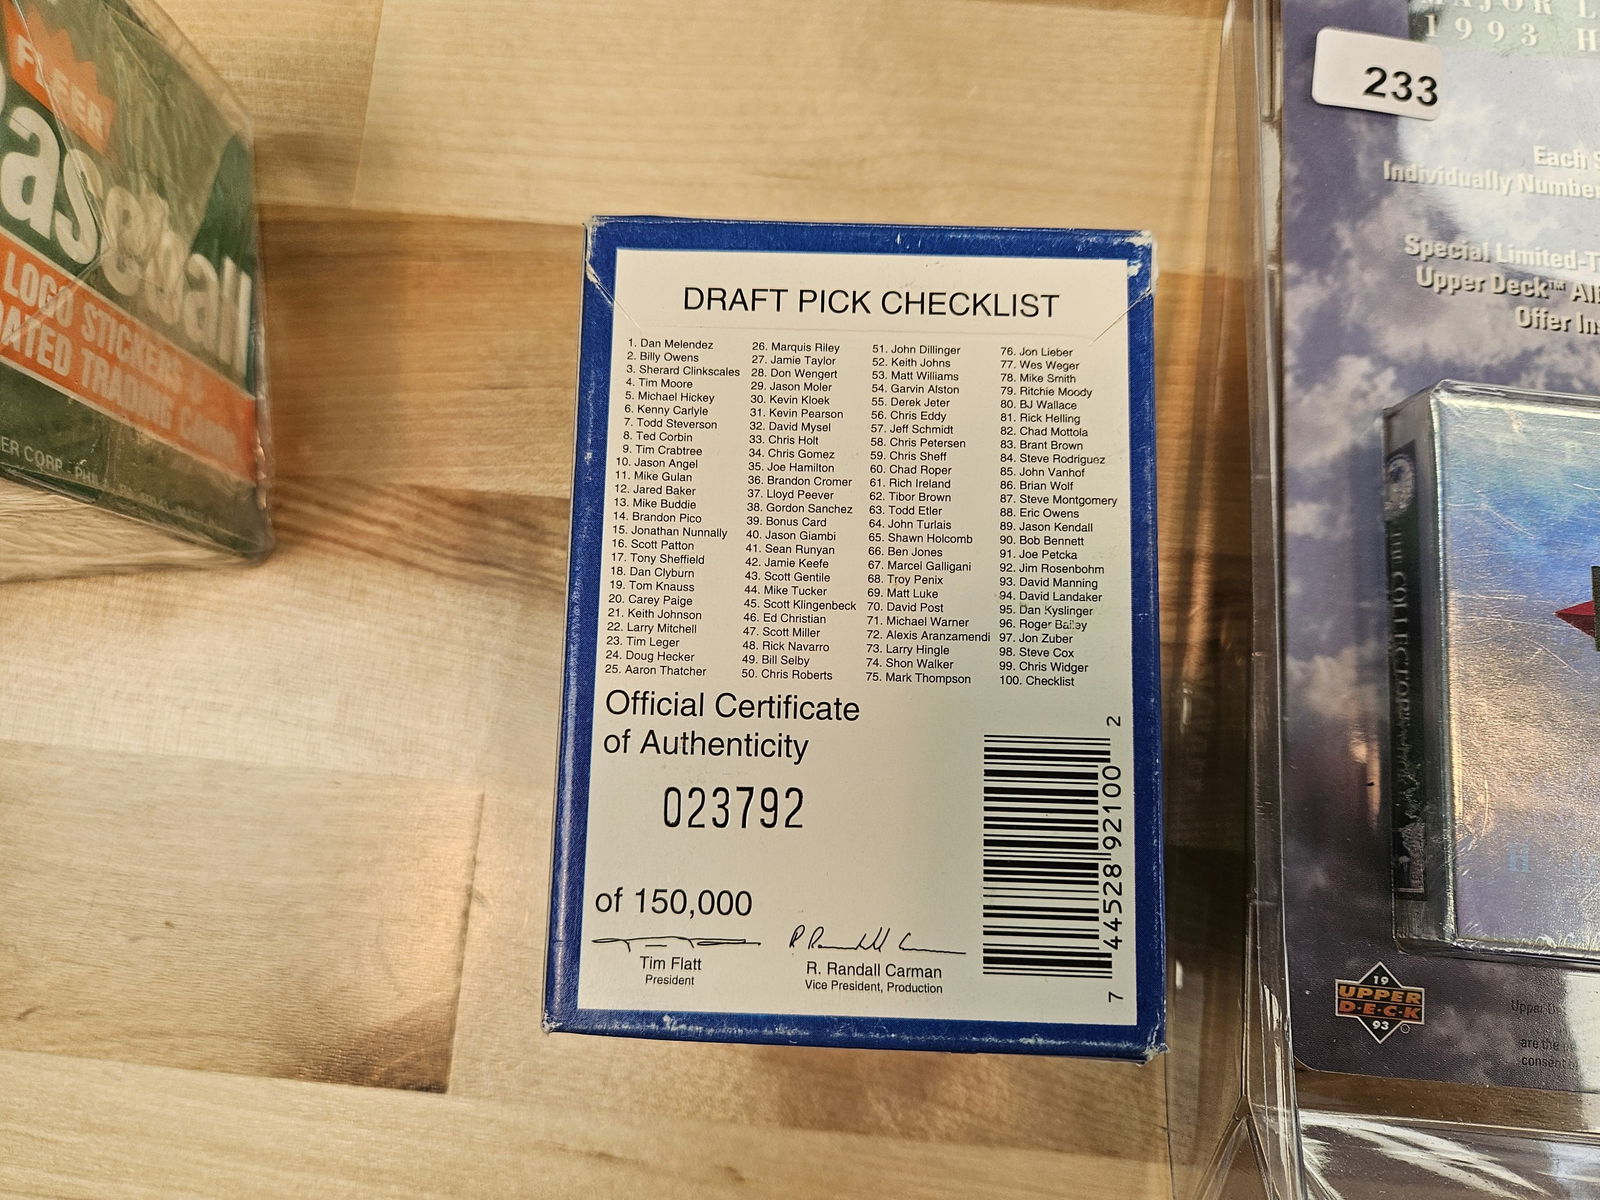 FLEER
Baseball
LOGO STICKERS
TRADING CARDS
ER CORP. - PHILA
DRAFT PICK CHECKLIST
1. Dan Melendez
2. Billy Owens
3. Sherard Clinkscales
4. Tim Moore
5. Michael Hickey
6. Kenny Carlyle
7. Todd Steverson
8. Ted Corbin
9. Tim Crabtree
10. Jason Angel
11. Mike Gulan
12. Jared Baker
13. Mike Buddie
14. Brandon Pico
15. Jonathan Nunnally
16. Scott Patton
17. Tony Sheffield
18. Dan Clyburn
19. Tom Knauss
20. Carey Paige
21. Keith Johnson
22. Larry Mitchell
23. Tim Leger
24. Doug Hecker
25. Aaron Thatcher
26. Marquis Riley
27. Jamie Taylor
28. Don Wengert
29. Jason Moler
30. Kevin Kloek
31. Kevin Pearson
32. David Mysel
33. Chris Holt
34. Chris Gomez
35. Joe Hamilton
36. Brandon Cromer
37. Lloyd Peever
38. Gordon Sanchez
39. Bonus Card
40. Jason Giambi
41. Sean Runyan
42. Jamie Keefe
43. Scott Gentile
44. Mike Tucker
45. Scott Klingenbeck
46. Ed Christian
47. Scott Miller
48. Rick Navarro
49. Bill Selby
50. Chris Roberts
51. John Dillinger
52. Keith Johns
53. Matt Williams
54. Garvin Alston
55. Derek Jeter
56. Chris Eddy
57. Jeff Schmidt
58. Chris Petersen
59. Chris Sheff
60. Chad Roper
61. Rich Ireland
62. Tibor Brown
63. Todd Etler
64. John Turlais
65. Shawn Holcomb
66. Ben Jones
67. Marcel Galligani
68. Troy Penix
69. Matt Luke
70. David Post
71. Michael Warner
72. Alexis Aranzamendi
73. Larry Hingle
74. Shon Walker
75. Mark Thompson
76. Jon Lieber
77. Wes Weger
78. Mike Smith
79. Ritchie Moody
80. BJ Wallace
81. Rick Helling
82. Chad Mottola
83. Brant Brown
84. Steve Rodriguez
85. John Vanhof
86. Brian Wolf
87. Steve Montgomery
88. Eric Owens
89. Jason Kendall
90. Bob Bennett
91. Joe Petcka
92. Jim Rosenbohm
93. David Manning
94. David Landaker
95. Dan Kyslinger
96. Roger Bailey
97. Jon Zuber
98. Steve Cox
99. Chris Widger
100. Checklist
Official Certificate
of Authenticity
023792
of 150,000
Tim Flatt
President
R. Randall Carman
Vice President, Production
7 44528 92100 2
MAJOR L
1993 H
233
Each S
Individually Number
Special Limited-T
Upper Deck™ All
Offer Ins
19
UPPER
D·E·C·K
93
Upper D
are the
consent